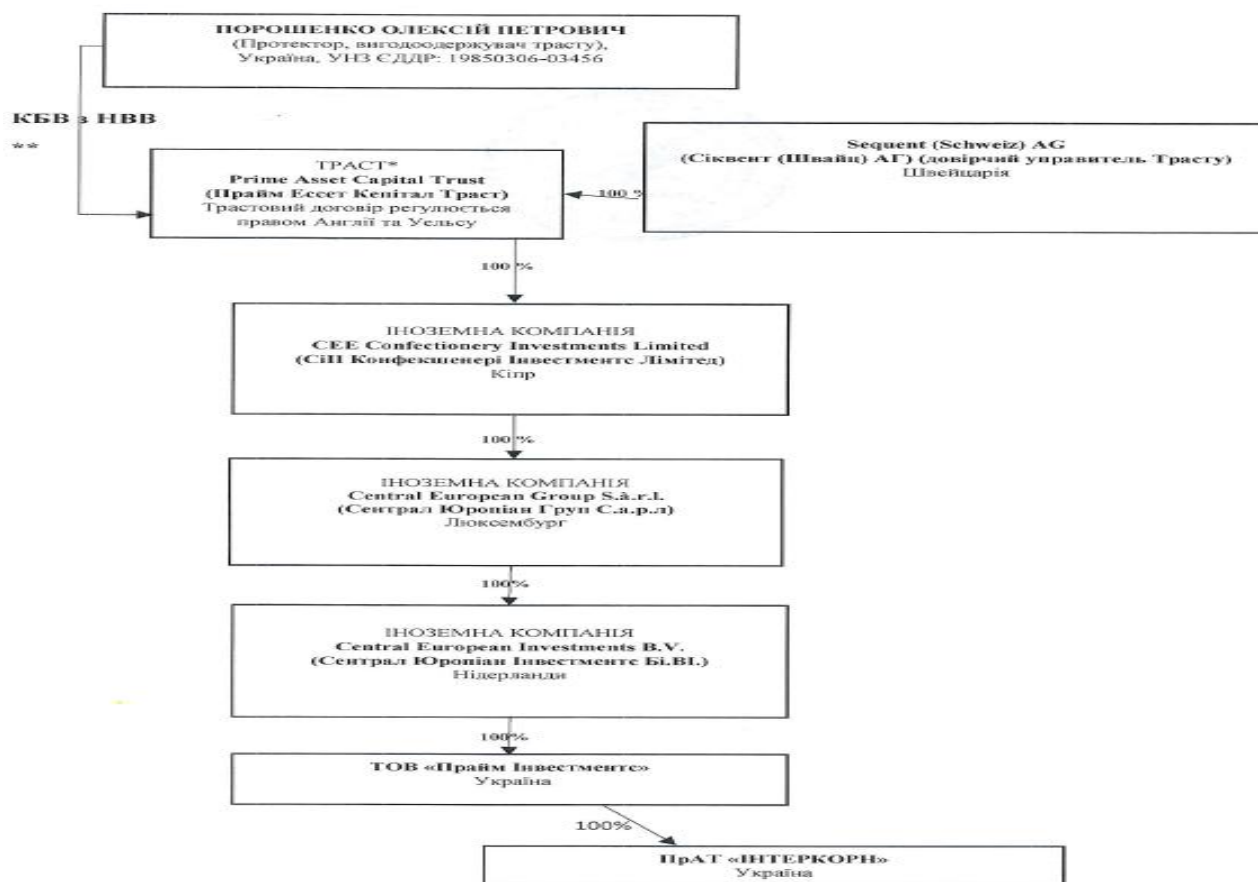 ПОРОШЕНКО ОЛЕКСІЙ ПЕТРОВИЧ
(Протектор, вигодоодержувач трасту),
Україна, УНЗ ЄДДР: 19850306-03456
КБВ з НВВ
**
Sequent (Schweiz) AG
(Сіквент (Швайц) АГ) (довірчий управитель Трасту)
Швейцарія
100 %
ТРАСТ*
Prime Asset Capital Trust
(Прайм Ессет Кепітал Траст)
Трастовий договір регулюється
правом Англії та Уельсу
100 %
ІНОЗЕМНА КОМПАНІЯ
CEE Confectionery Investments Limited
(СіІІ Конфекшенері Інвестментс Лімітед)
Кіпр
100 %
ІНОЗЕМНА КОМПАНІЯ
Central European Group S.à.r.l.
(Сентрал Юропіан Груп С.а.р.л)
Люксембург
100%
ІНОЗЕМНА КОМПАНІЯ
Central European Investments B.V.
(Сентрал Юропіан Інвестментс Бі.ВІ.)
Нідерланди
100%
ТОВ «Прайм Інвестментс»
Україна
100%
ПрАТ «ІНТЕРКОРН»
Україна